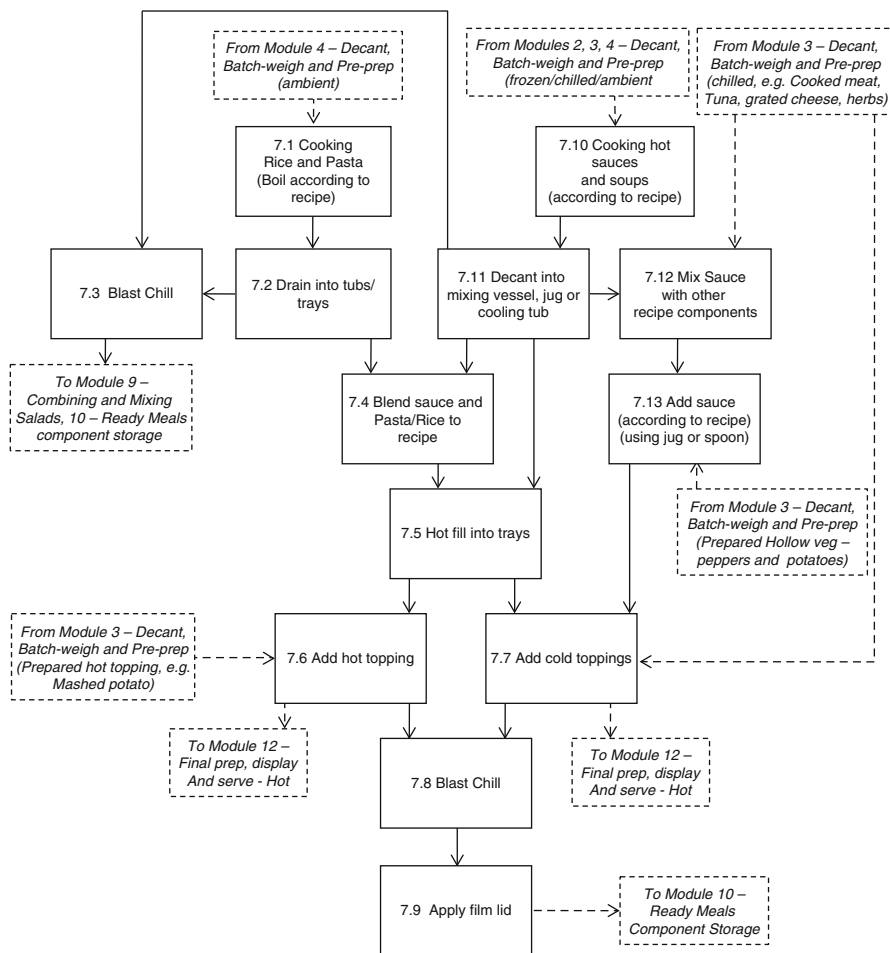 From Module 4 – Decant,
Batch-weigh and Pre-prep
(ambient)
From Modules 2, 3, 4 – Decant,
Batch-weigh and Pre-prep
(frozen/chilled/ambient
From Module 3 – Decant,
Batch-weigh and Pre-prep
(chilled, e.g. Cooked meat,
Tuna, grated cheese, herbs)
7.1 Cooking
Rice and Pasta
(Boil according to
recipe)
7.10 Cooking hot
sauces
and soups
(according to recipe)
7.3 Blast Chill
7.2 Drain into tubs/
trays
7.11 Decant into
mixing vessel, jug or
cooling tub
7.12 Mix Sauce
with other
recipe components
To Module 9 –
Combining and Mixing
Salads, 10 – Ready Meals
component storage
7.4 Blend sauce and
Pasta/Rice to
recipe
7.13 Add sauce
(according to recipe)
(using jug or spoon)
7.5 Hot fill into trays
From Module 3 – Decant,
Batch-weigh and Pre-prep
(Prepared Hollow veg –
peppers and potatoes)
From Module 3 – Decant,
Batch-weigh and Pre-prep
(Prepared hot topping, e.g.
Mashed potato)
7.6 Add hot topping
7.7 Add cold toppings
To Module 12 –
Final prep, display
And serve - Hot
7.8 Blast Chill
To Module 12 –
Final prep, display
And serve - Hot
7.9 Apply film lid
To Module 10 –
Ready Meals
Component Storage